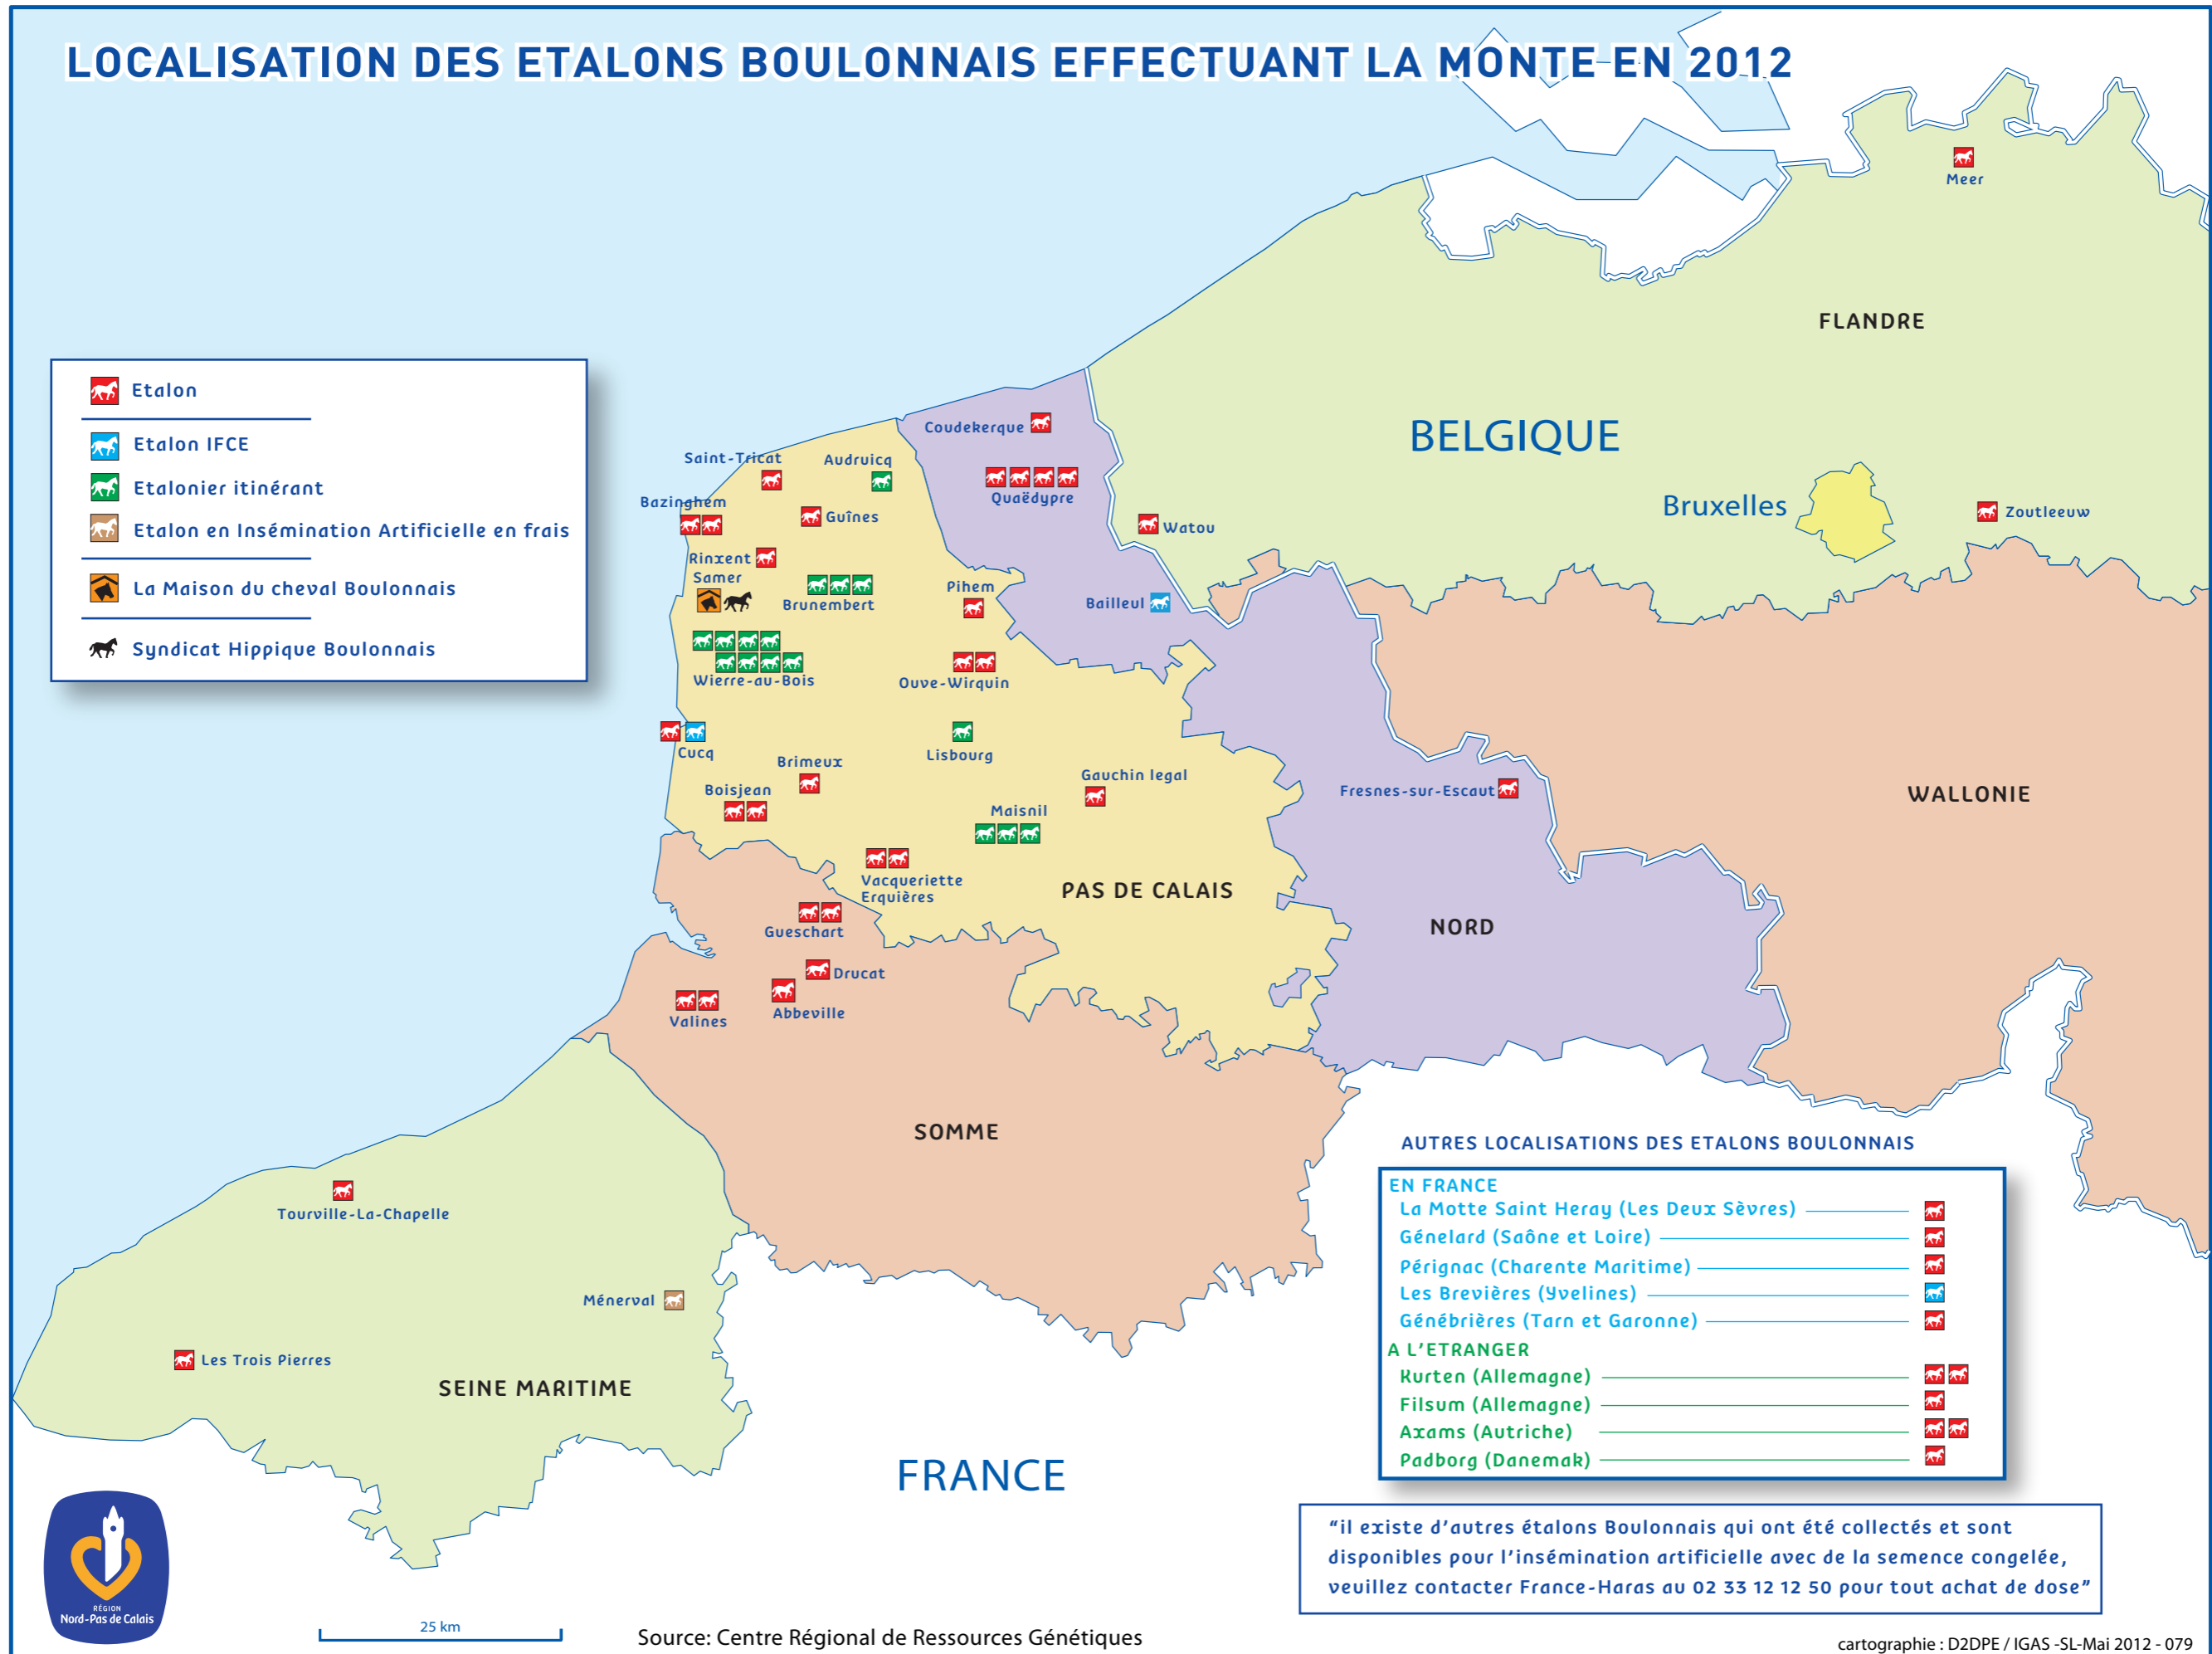 LOCALISATION DES ETALONS BOULONNAIS EFFECTUANT LA MONTE EN 2012
Meer
FLANDRE
BELGIQUE
Bruxelles
Zoutleeuw
Etalon
Etalon IFCE
Etalonier itinérant
Etalon en Insémination Artificielle en frais
La Maison du cheval Boulonnais
Syndicat Hippique Boulonnais
Coudekerque
Quaëdypre
Watou
Bailleul
Saint-Tricat
Audruicq
Bazinghem
Guînes
Rinxent
Samer
Brunembert
Pihem
Wierre-au-Bois
Ouve-Wirquin
Cucq
Lisbourg
Brimeux
Boisjean
Gauchin legal
Maisnil
Vacqueriette
Erquières
PAS DE CALAIS
Fresnes-sur-Escaut
NORD
WALLONIE
Gueschart
Drucat
Abbeville
Valines
SOMME
Tourville-La-Chapelle
Ménerval
Les Trois Pierres
SEINE MARITIME
FRANCE
AUTRES LOCALISATIONS DES ETALONS BOULONNAIS
EN FRANCE
La Motte Saint Heray (Les Deux Sèvres)
Génelard (Saône et Loire)
Pérignac (Charente Maritime)
Les Brevières (Yvelines)
Génébrières (Tarn et Garonne)
A L'ETRANGER
Kurten (Allemagne)
Filsum (Allemagne)
Axams (Autriche)
Padborg (Danemak)
“il existe d'autres étalons Boulonnais qui ont été collectés et sont
disponibles pour l'insémination artificielle avec de la semence congelée,
veuillez contacter France-Haras au 02 33 12 12 50 pour tout achat de dose”
RÉGION
Nord-Pas de Calais
25 km
Source: Centre Régional de Ressources Génétiques
cartographie : D2DPE / IGAS -SL-Mai 2012 - 079